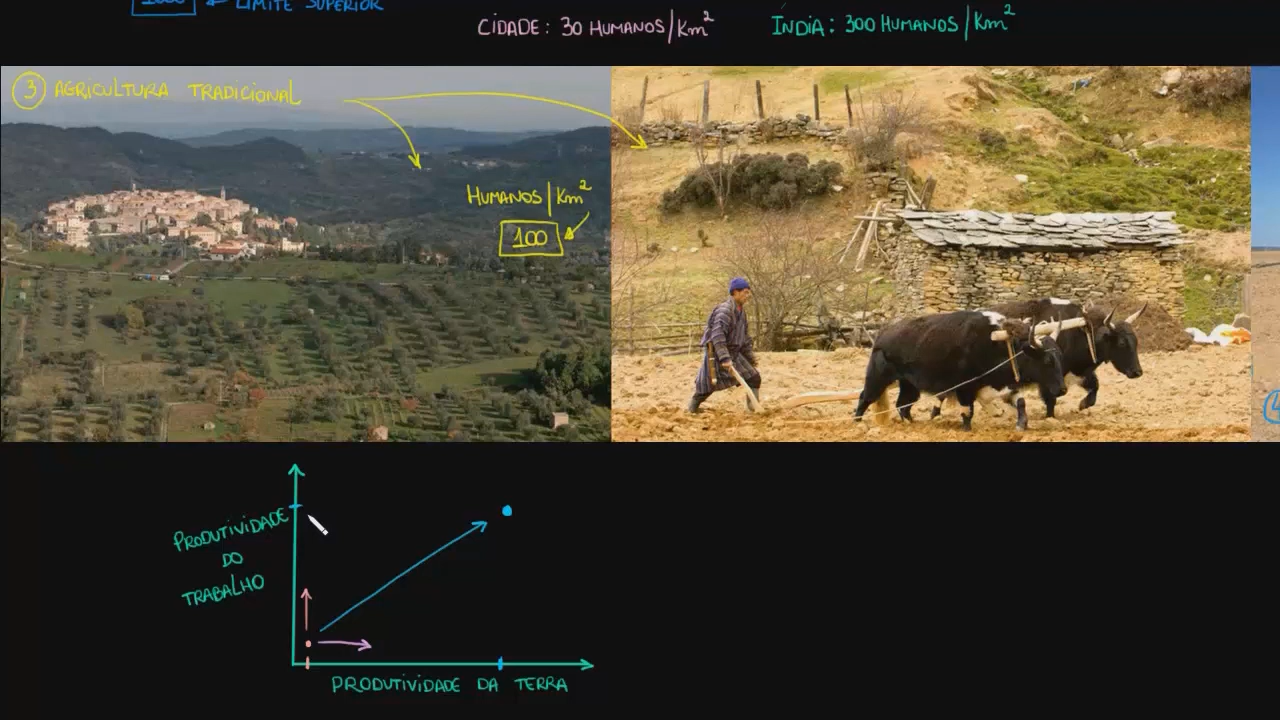 1000 LIMITE SUPERIOR
CIDADE: 30 HUMANOS/Km²
ÍNDIA: 300 HUMANOS/Km²
3 AGRICULTURA TRADICIONAL
HUMANOS/Km²
100
PRODUTIVIDADE
DO
TRABALHO
PRODUTIVIDADE DA TERRA